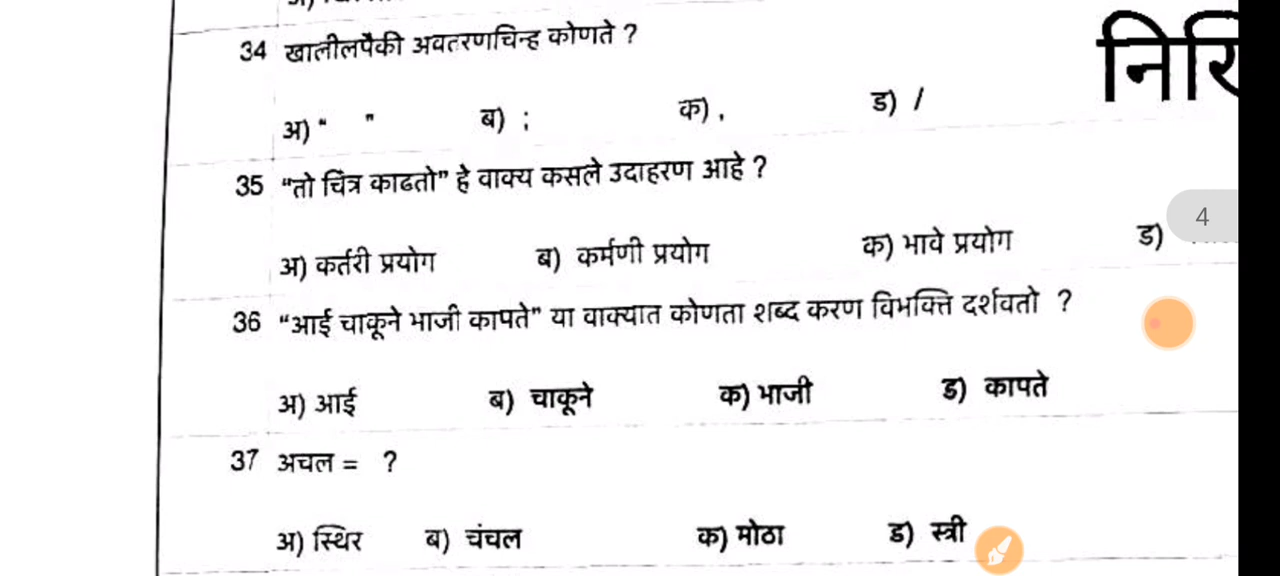 34 खालीलपैकी अवतरणचिन्ह कोणते ?
अ) “ ” ब) ; क) , ड) /
35 “तो चित्र काढतो” हे वाक्य कसले उदाहरण आहे ?
4
अ) कर्तरी प्रयोग ब) कर्मणी प्रयोग क) भावे प्रयोग ड)
36 “आई चाकूने भाजी कापते” या वाक्यात कोणता शब्द करण विभक्ति दर्शवतो ?
अ) आई ब) चाकूने क) भाजी ड) कापते
37 अचल = ?
अ) स्थिर ब) चंचल क) मोठा ड) स्त्री